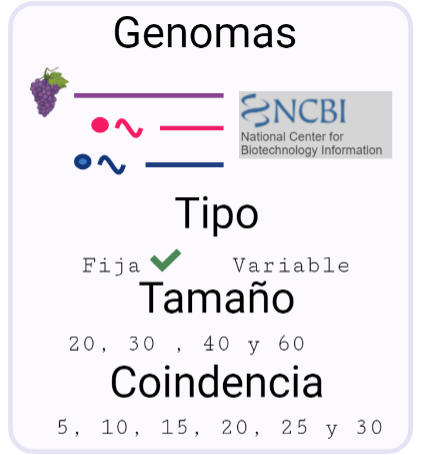 Genomas
NCBI
National Center for
Biotechnology Information
Tipo
Fija Variable
Tamaño
20, 30 , 40 y 60
Coindencia
5, 10, 15, 20, 25 y 30